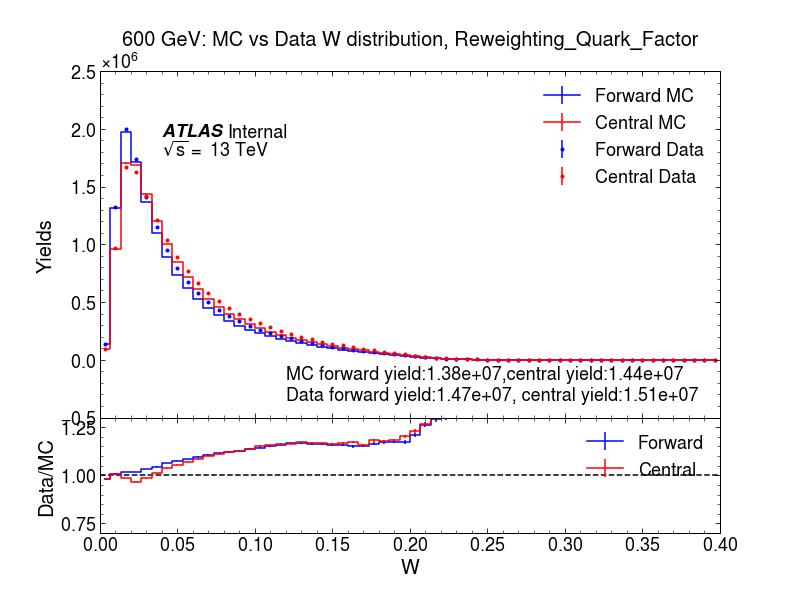 600 GeV: MC vs Data W distribution, Reweighting_Quark_Factor
×10⁶
2.5
2.0
1.5
1.0
0.5
0.0
0.5
Yields
ATLAS Internal
√s = 13 TeV
Forward MC
Central MC
Forward Data
Central Data
MC forward yield:1.38e+07,central yield:1.44e+07
Data forward yield:1.47e+07, central yield:1.51e+07
1.25
1.00
0.75
Data/MC
Forward
Central
0.00 0.05 0.10 0.15 0.20 0.25 0.30 0.35 0.40
W